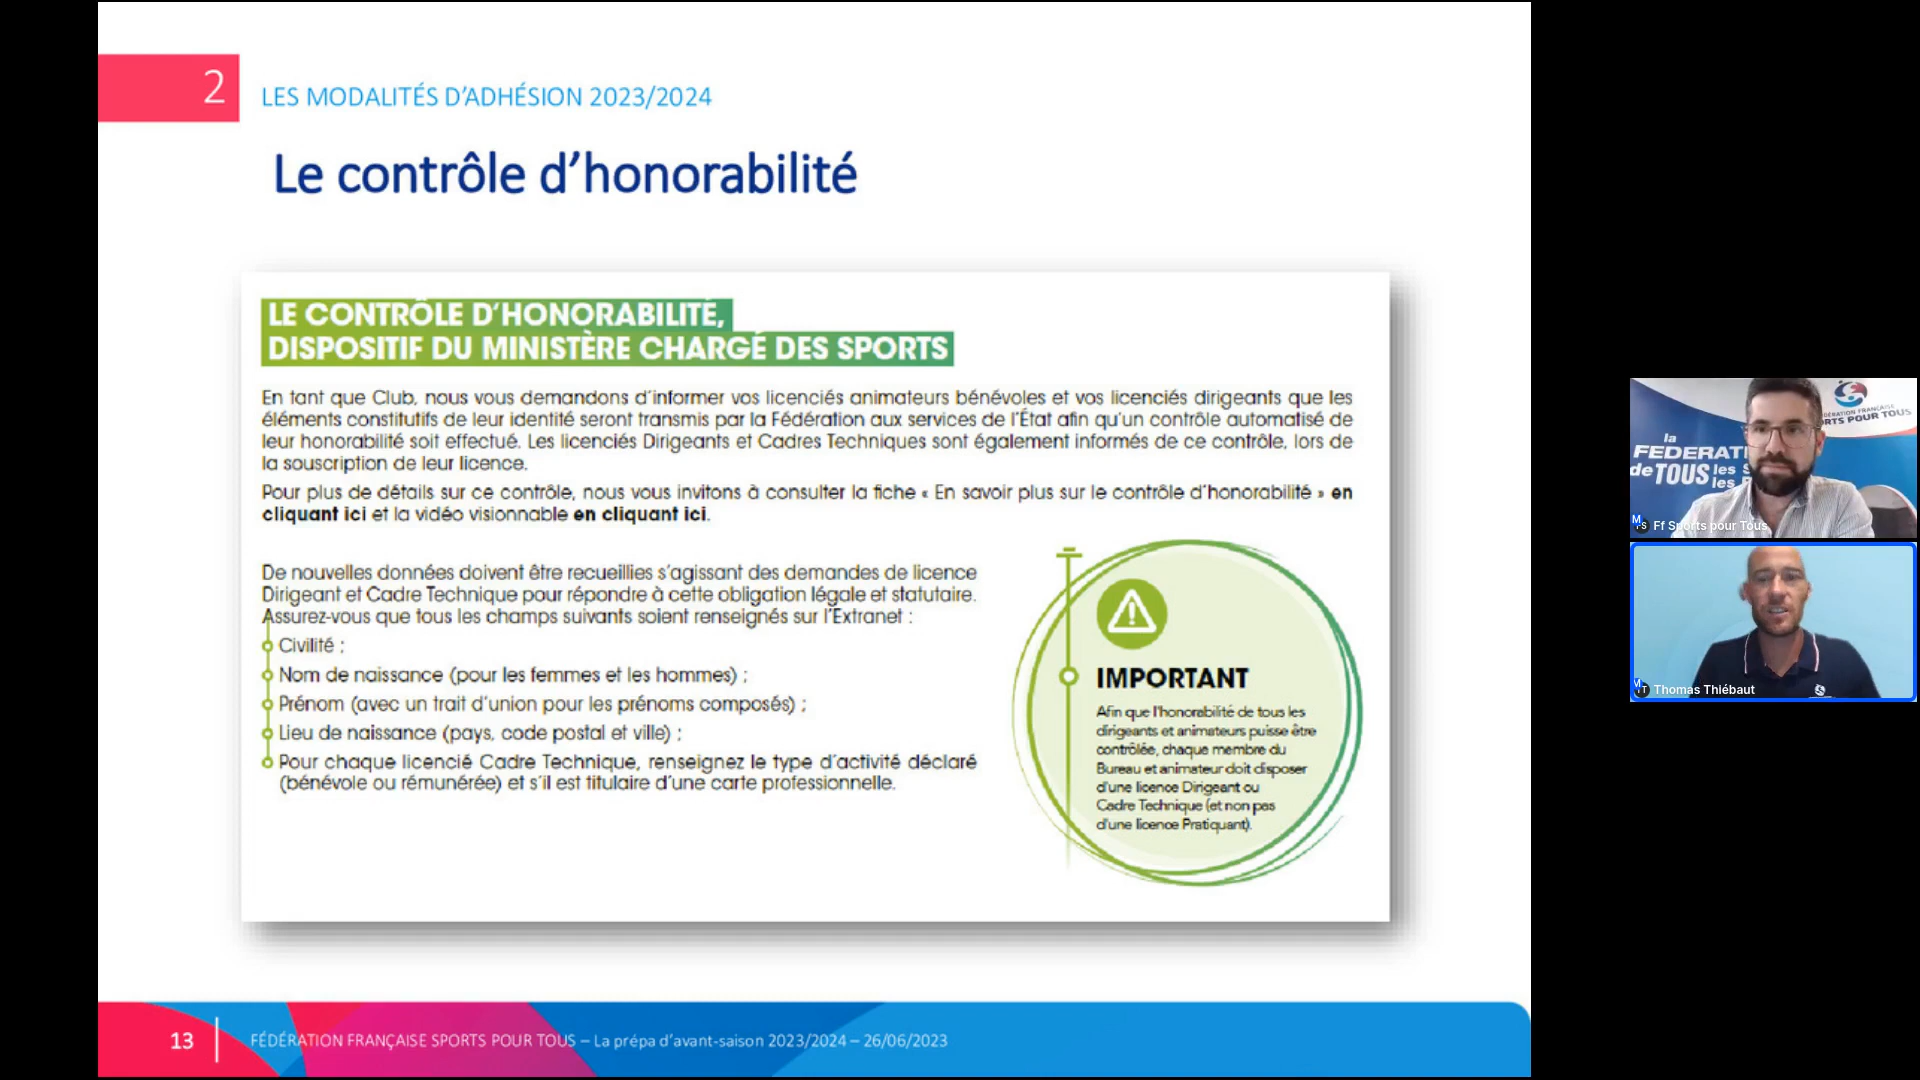 2
LES MODALITÉS D’ADHÉSION 2023/2024
Le contrôle d’honorabilité
LE CONTRÔLE D’HONORABILITÉ,
DISPOSITIF DU MINISTÈRE CHARGÉ DES SPORTS
En tant que Club, nous vous demandons d’informer vos licenciés animateurs bénévoles et vos licenciés dirigeants que les
éléments constitutifs de leur identité seront transmis par la Fédération aux services de l’État afin qu’un contrôle automatisé de
leur honorabilité soit effectué. Les licenciés Dirigeants et Cadres Techniques sont également informés de ce contrôle, lors de
la souscription de leur licence.
Pour plus de détails sur ce contrôle, nous vous invitons à consulter la fiche « En savoir plus sur le contrôle d’honorabilité » en
cliquant ici et la vidéo visionnable en cliquant ici.
De nouvelles données doivent être recueillies s’agissant des demandes de licence
Dirigeant et Cadre Technique pour répondre à cette obligation légale et statutaire.
Assurez-vous que tous les champs suivants soient renseignés sur l’Extranet :
Civilité ;
Nom de naissance (pour les femmes et les hommes) ;
Prénom (avec un trait d’union pour les prénoms composés) ;
Lieu de naissance (pays, code postal et ville) ;
Pour chaque licencié Cadre Technique, renseignez le type d’activité déclaré
(bénévole ou rémunérée) et s’il est titulaire d’une carte professionnelle.
IMPORTANT
Afin que l’honorabilité de tous les
dirigeants et animateurs puisse être
contrôlée, chaque membre du
Bureau et animateur doit disposer
d’une licence Dirigeant ou
Cadre Technique (et non pas
d’une licence Pratiquant).
13
FÉDÉRATION FRANÇAISE SPORTS POUR TOUS – La prépa d’avant-saison 2023/2024 – 26/06/2023
la
de TOUS les
les
POUR TOUS
Ff Sports pour Tous
Thomas Thiébaut